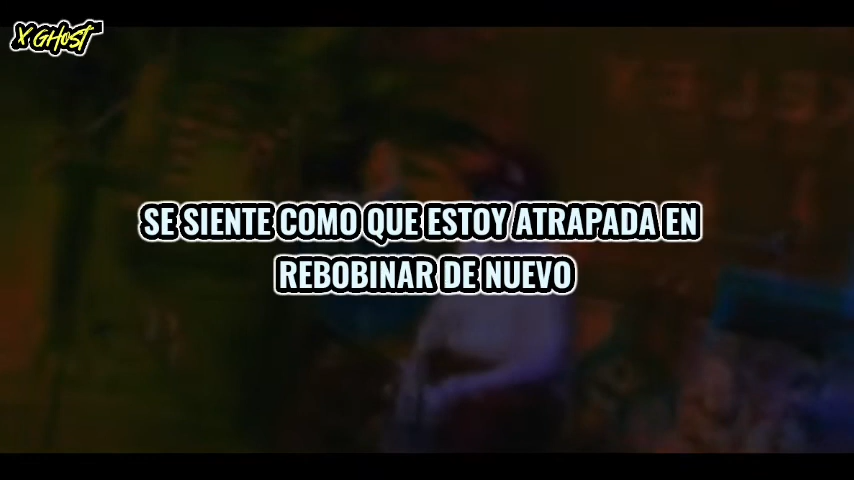 X GHOST
SE SIENTE COMO QUE ESTOY ATRAPADA EN
REBOBINAR DE NUEVO